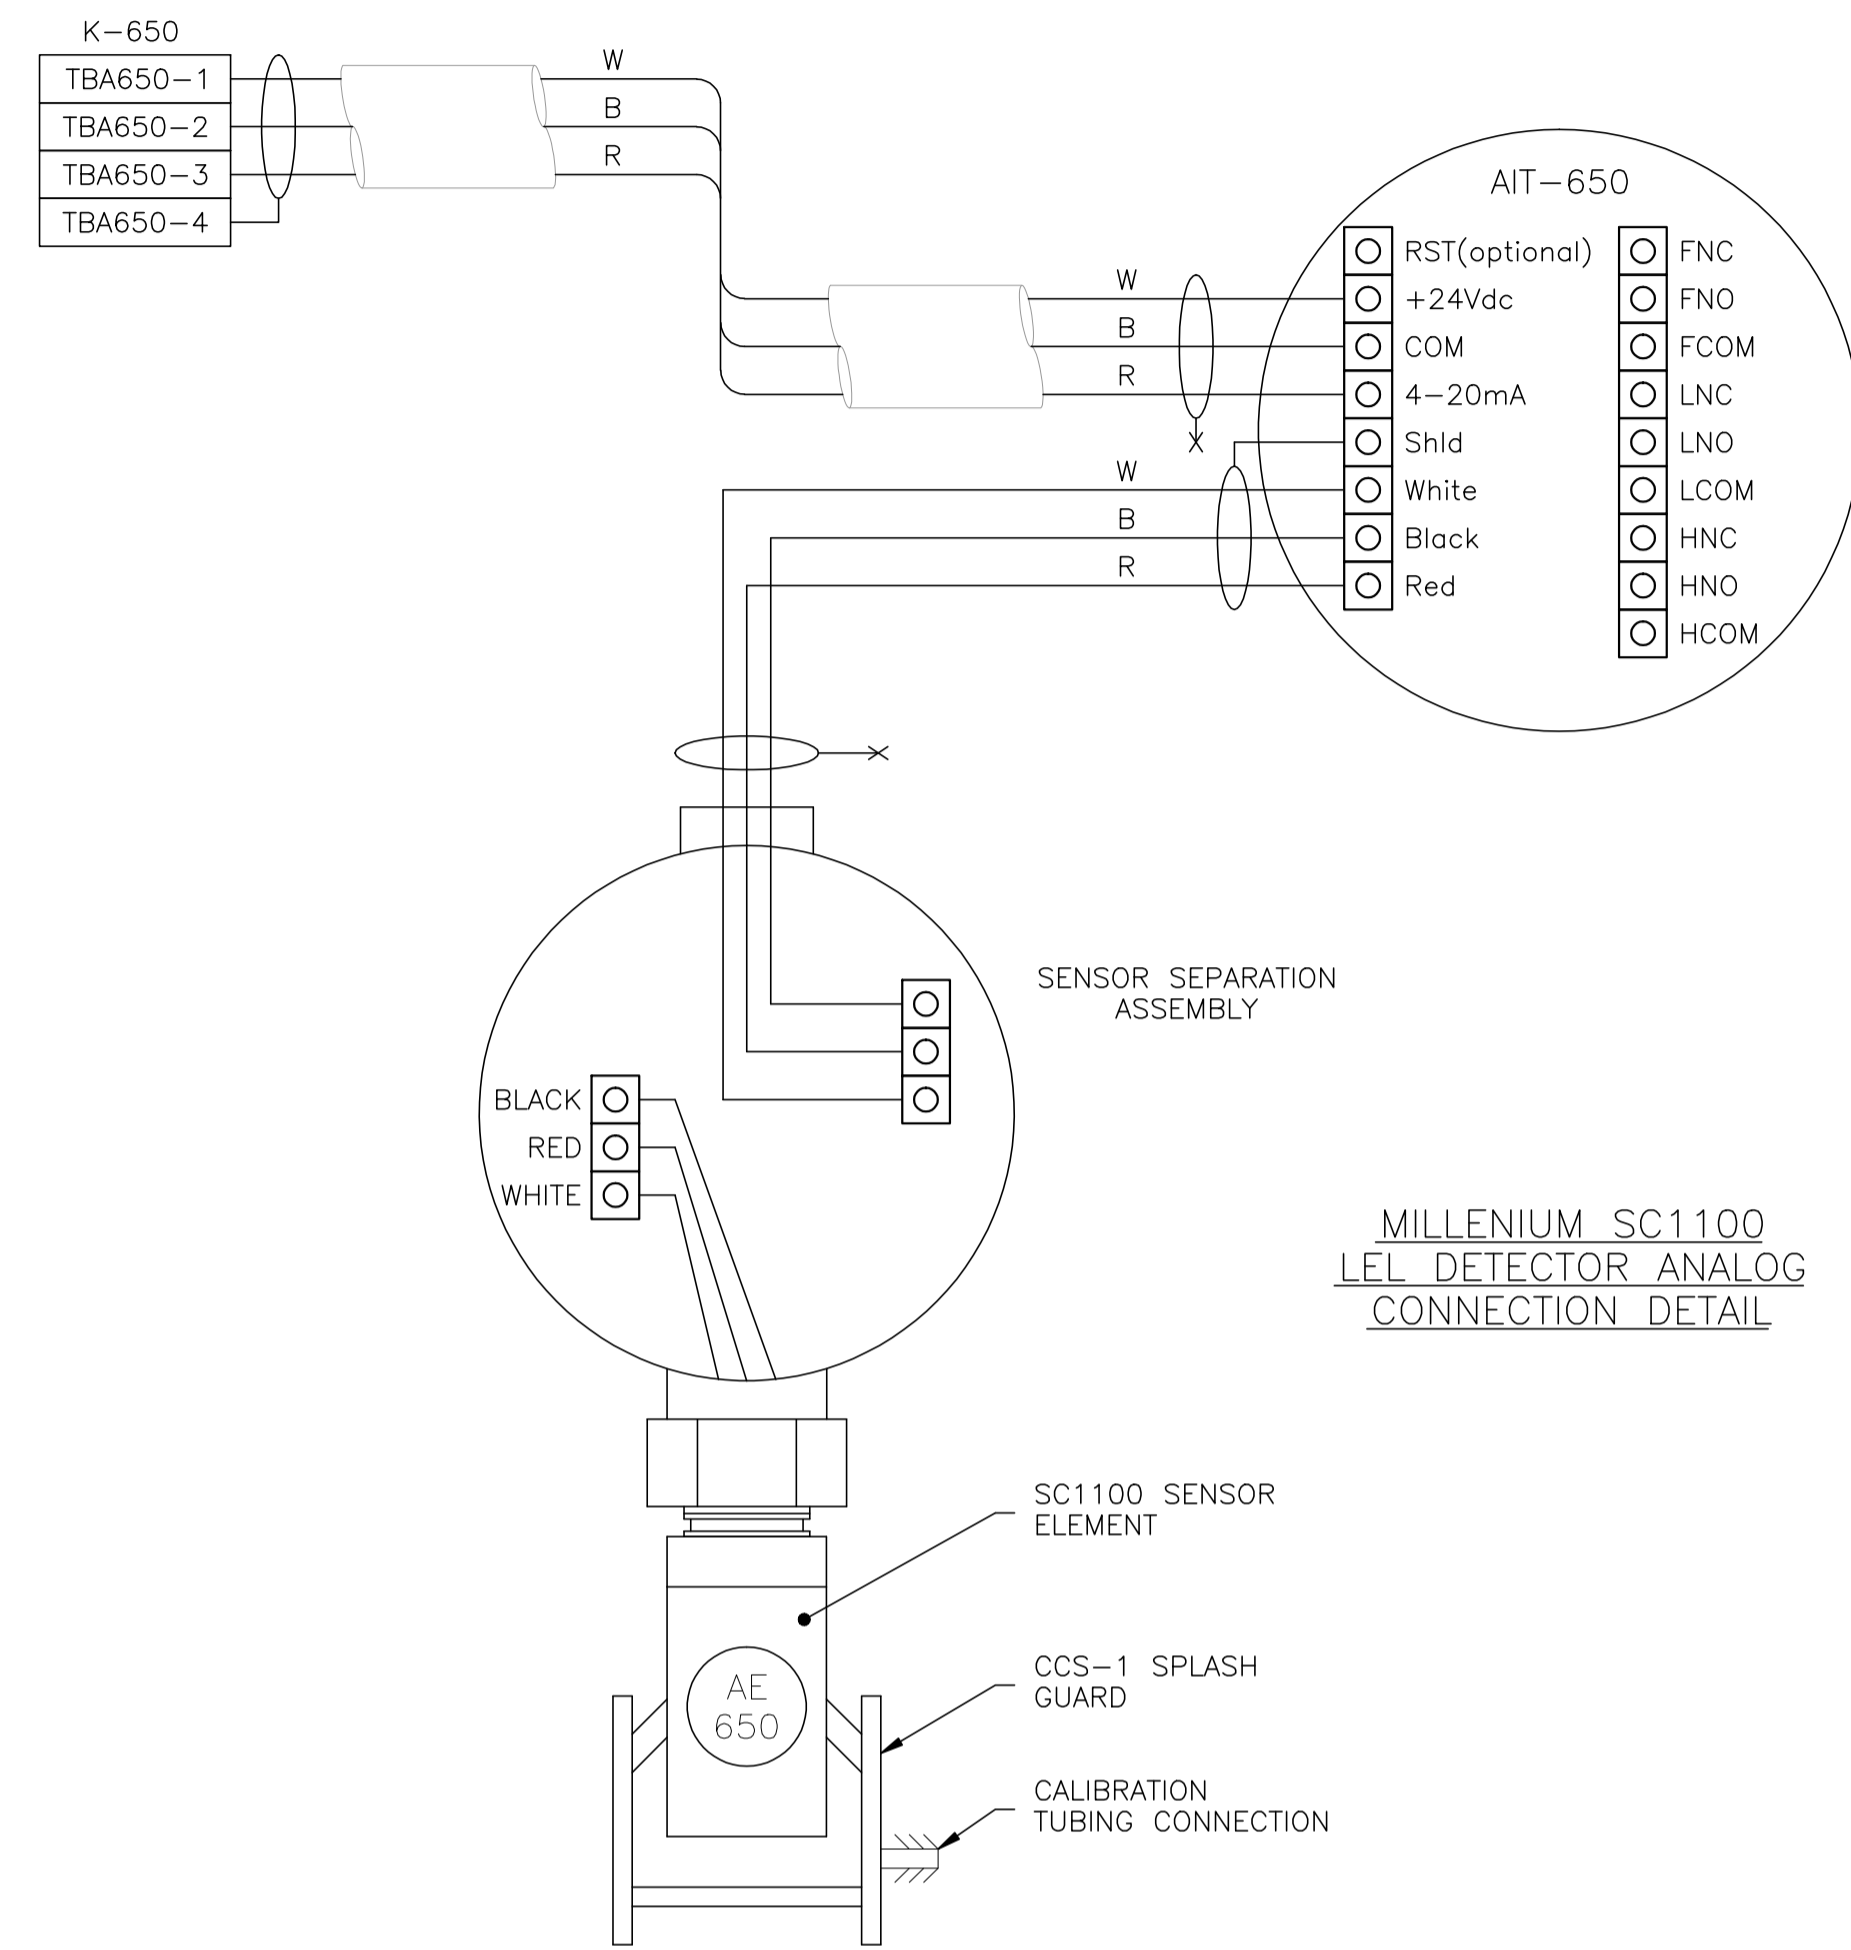 K-650
TBA650-1
TBA650-2
TBA650-3
TBA650-4
W
B
R
AIT-650
W
B
R
W
B
R
RST(optional)
+24Vdc
COM
4-20mA
Shld
White
Black
Red
FNC
FNO
FCOM
LNC
LNO
LCOM
HNC
HNO
HCOM
SENSOR SEPARATION
ASSEMBLY
BLACK
RED
WHITE
MILLENIUM SC1100
LEL DETECTOR ANALOG
CONNECTION DETAIL
SC1100 SENSOR
ELEMENT
AE
650
CCS-1 SPLASH
GUARD
CALIBRATION
TUBING CONNECTION